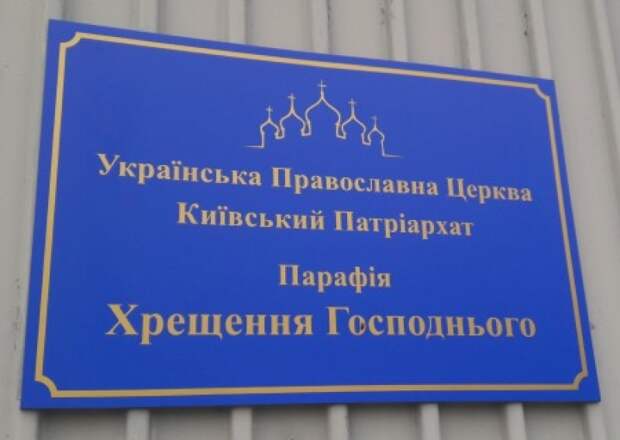 Українська Православна Церква
Київський Патріархат
Парафія
Хрещення Господнього